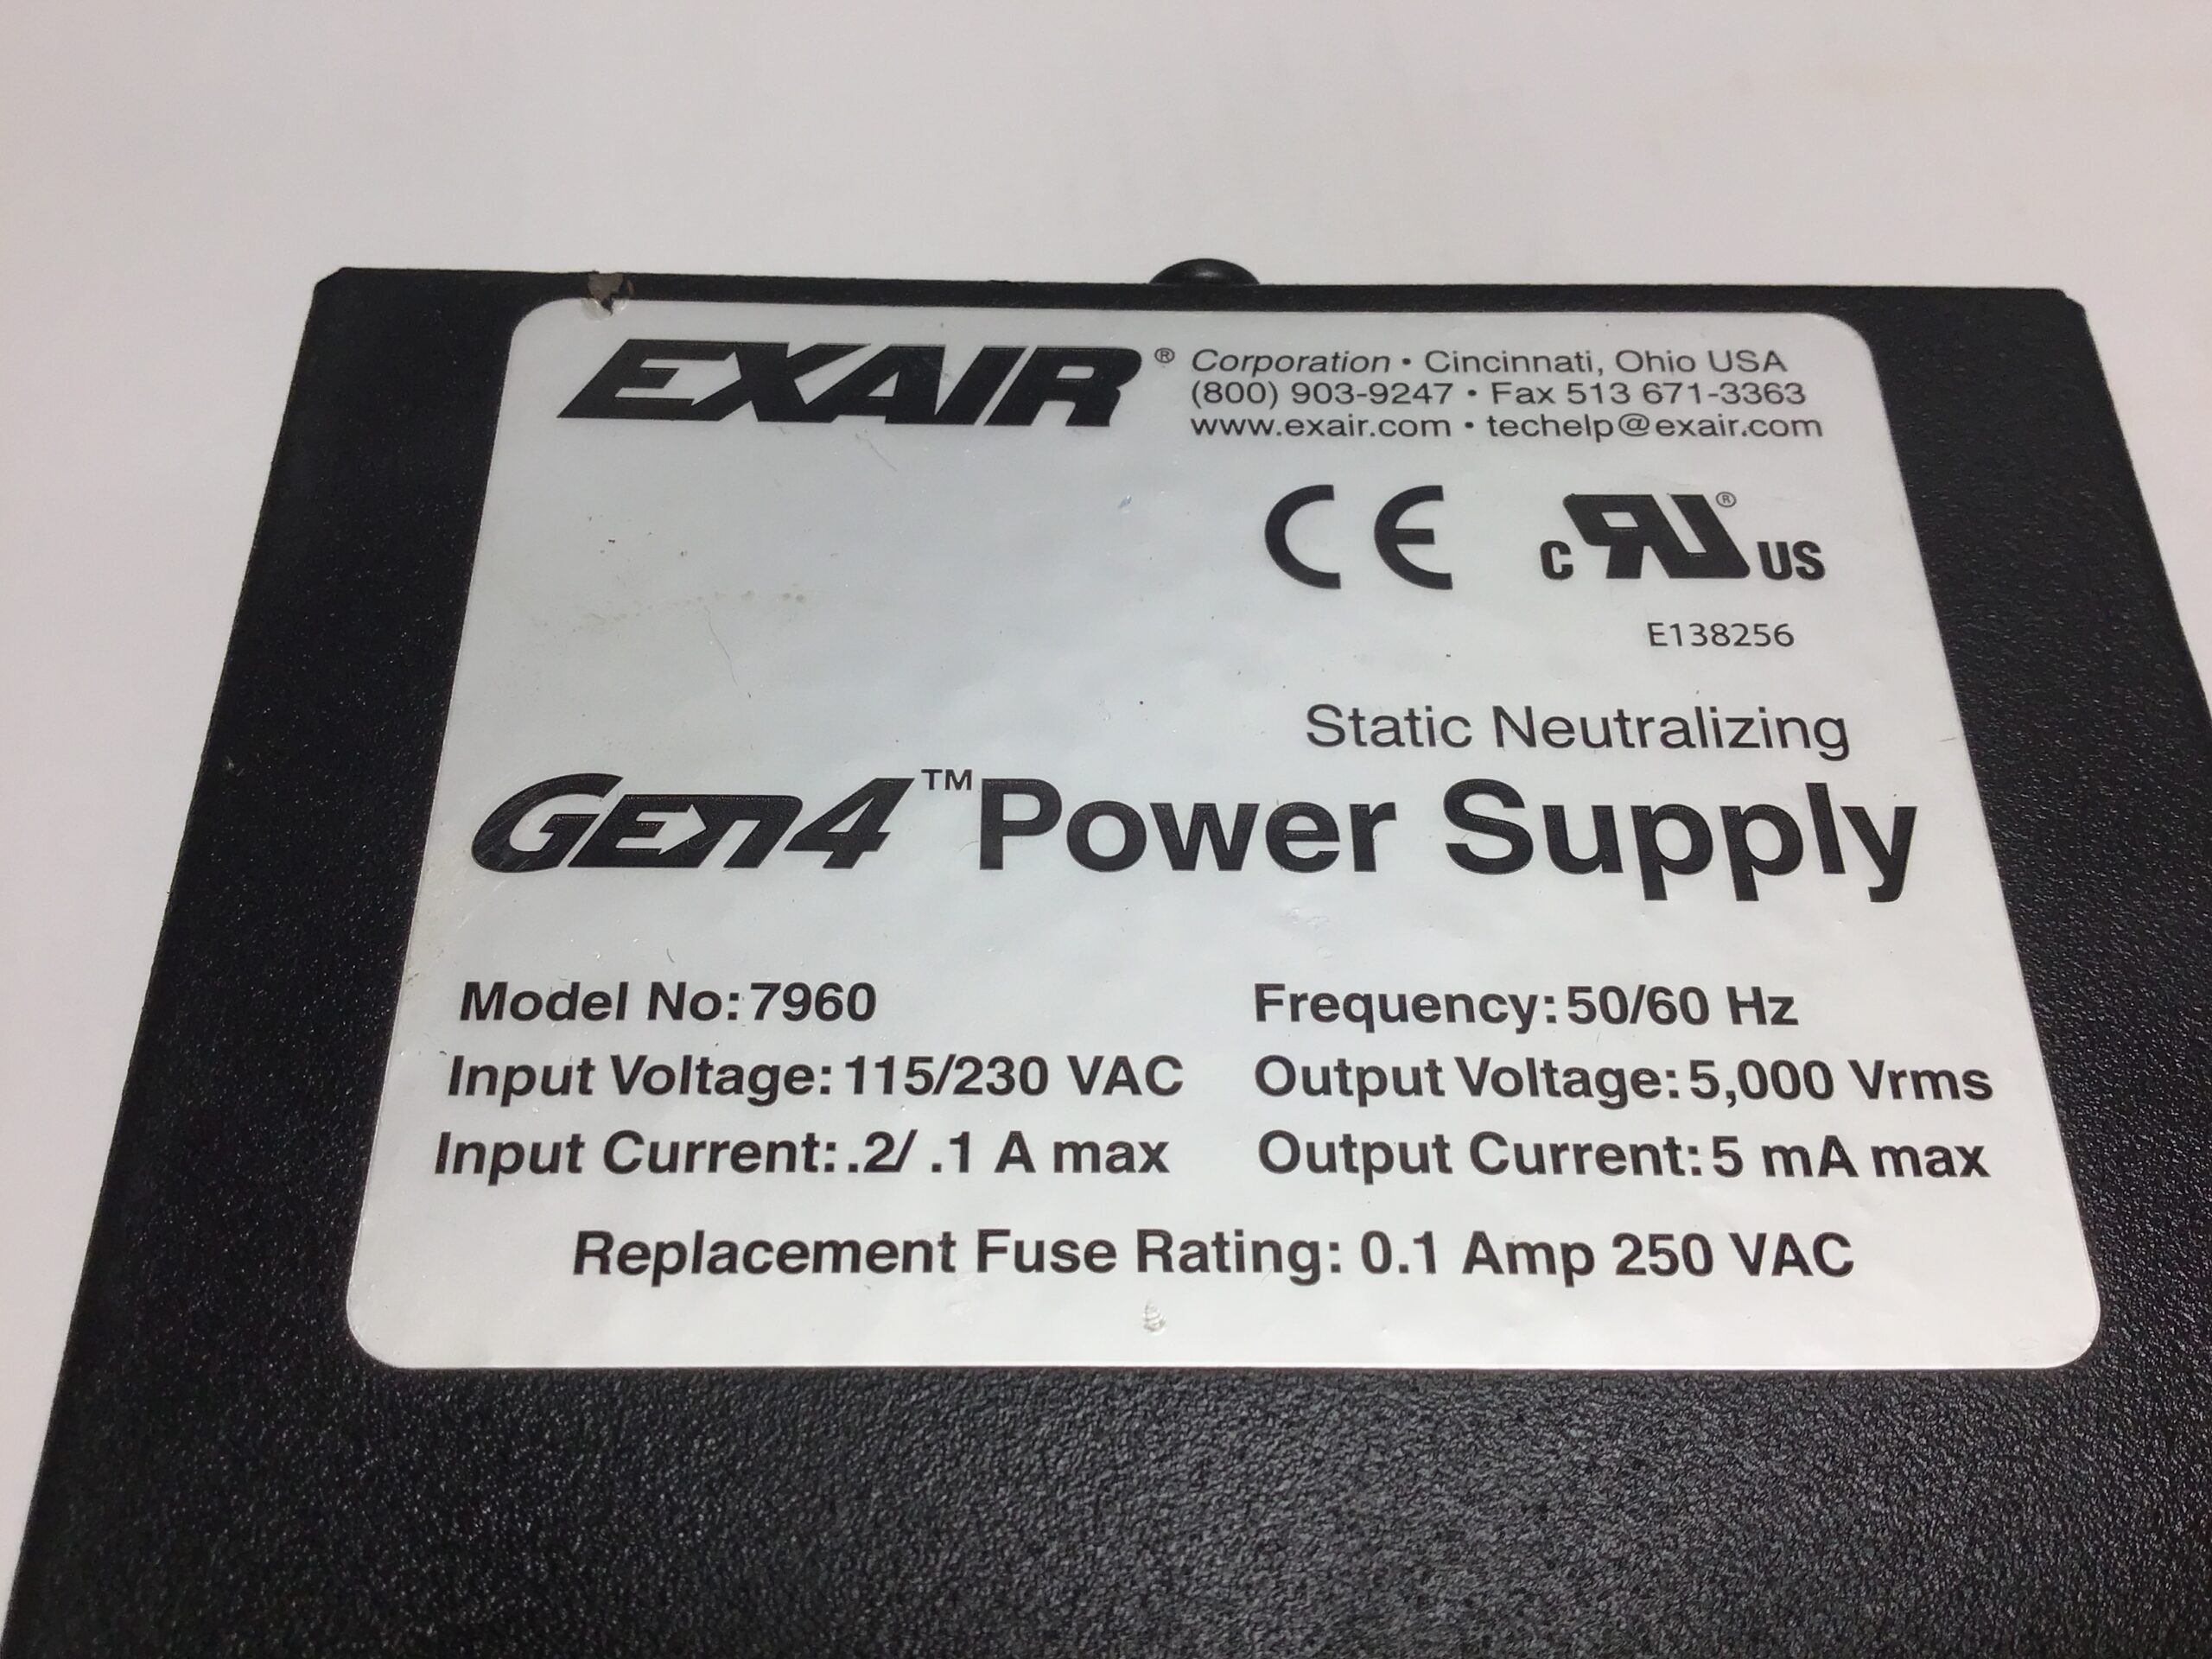 EXAIR® Corporation • Cincinnati, Ohio USA
(800) 903-9247 • Fax 513 671-3363
www.exair.com • techelp@exair.com
CE c RU® US
E138256
Static Neutralizing
Gen4™ Power Supply
Model No: 7960 Frequency: 50/60 Hz
Input Voltage: 115/230 VAC Output Voltage: 5,000 Vrms
Input Current: .2/ .1 A max Output Current: 5 mA max
Replacement Fuse Rating: 0.1 Amp 250 VAC